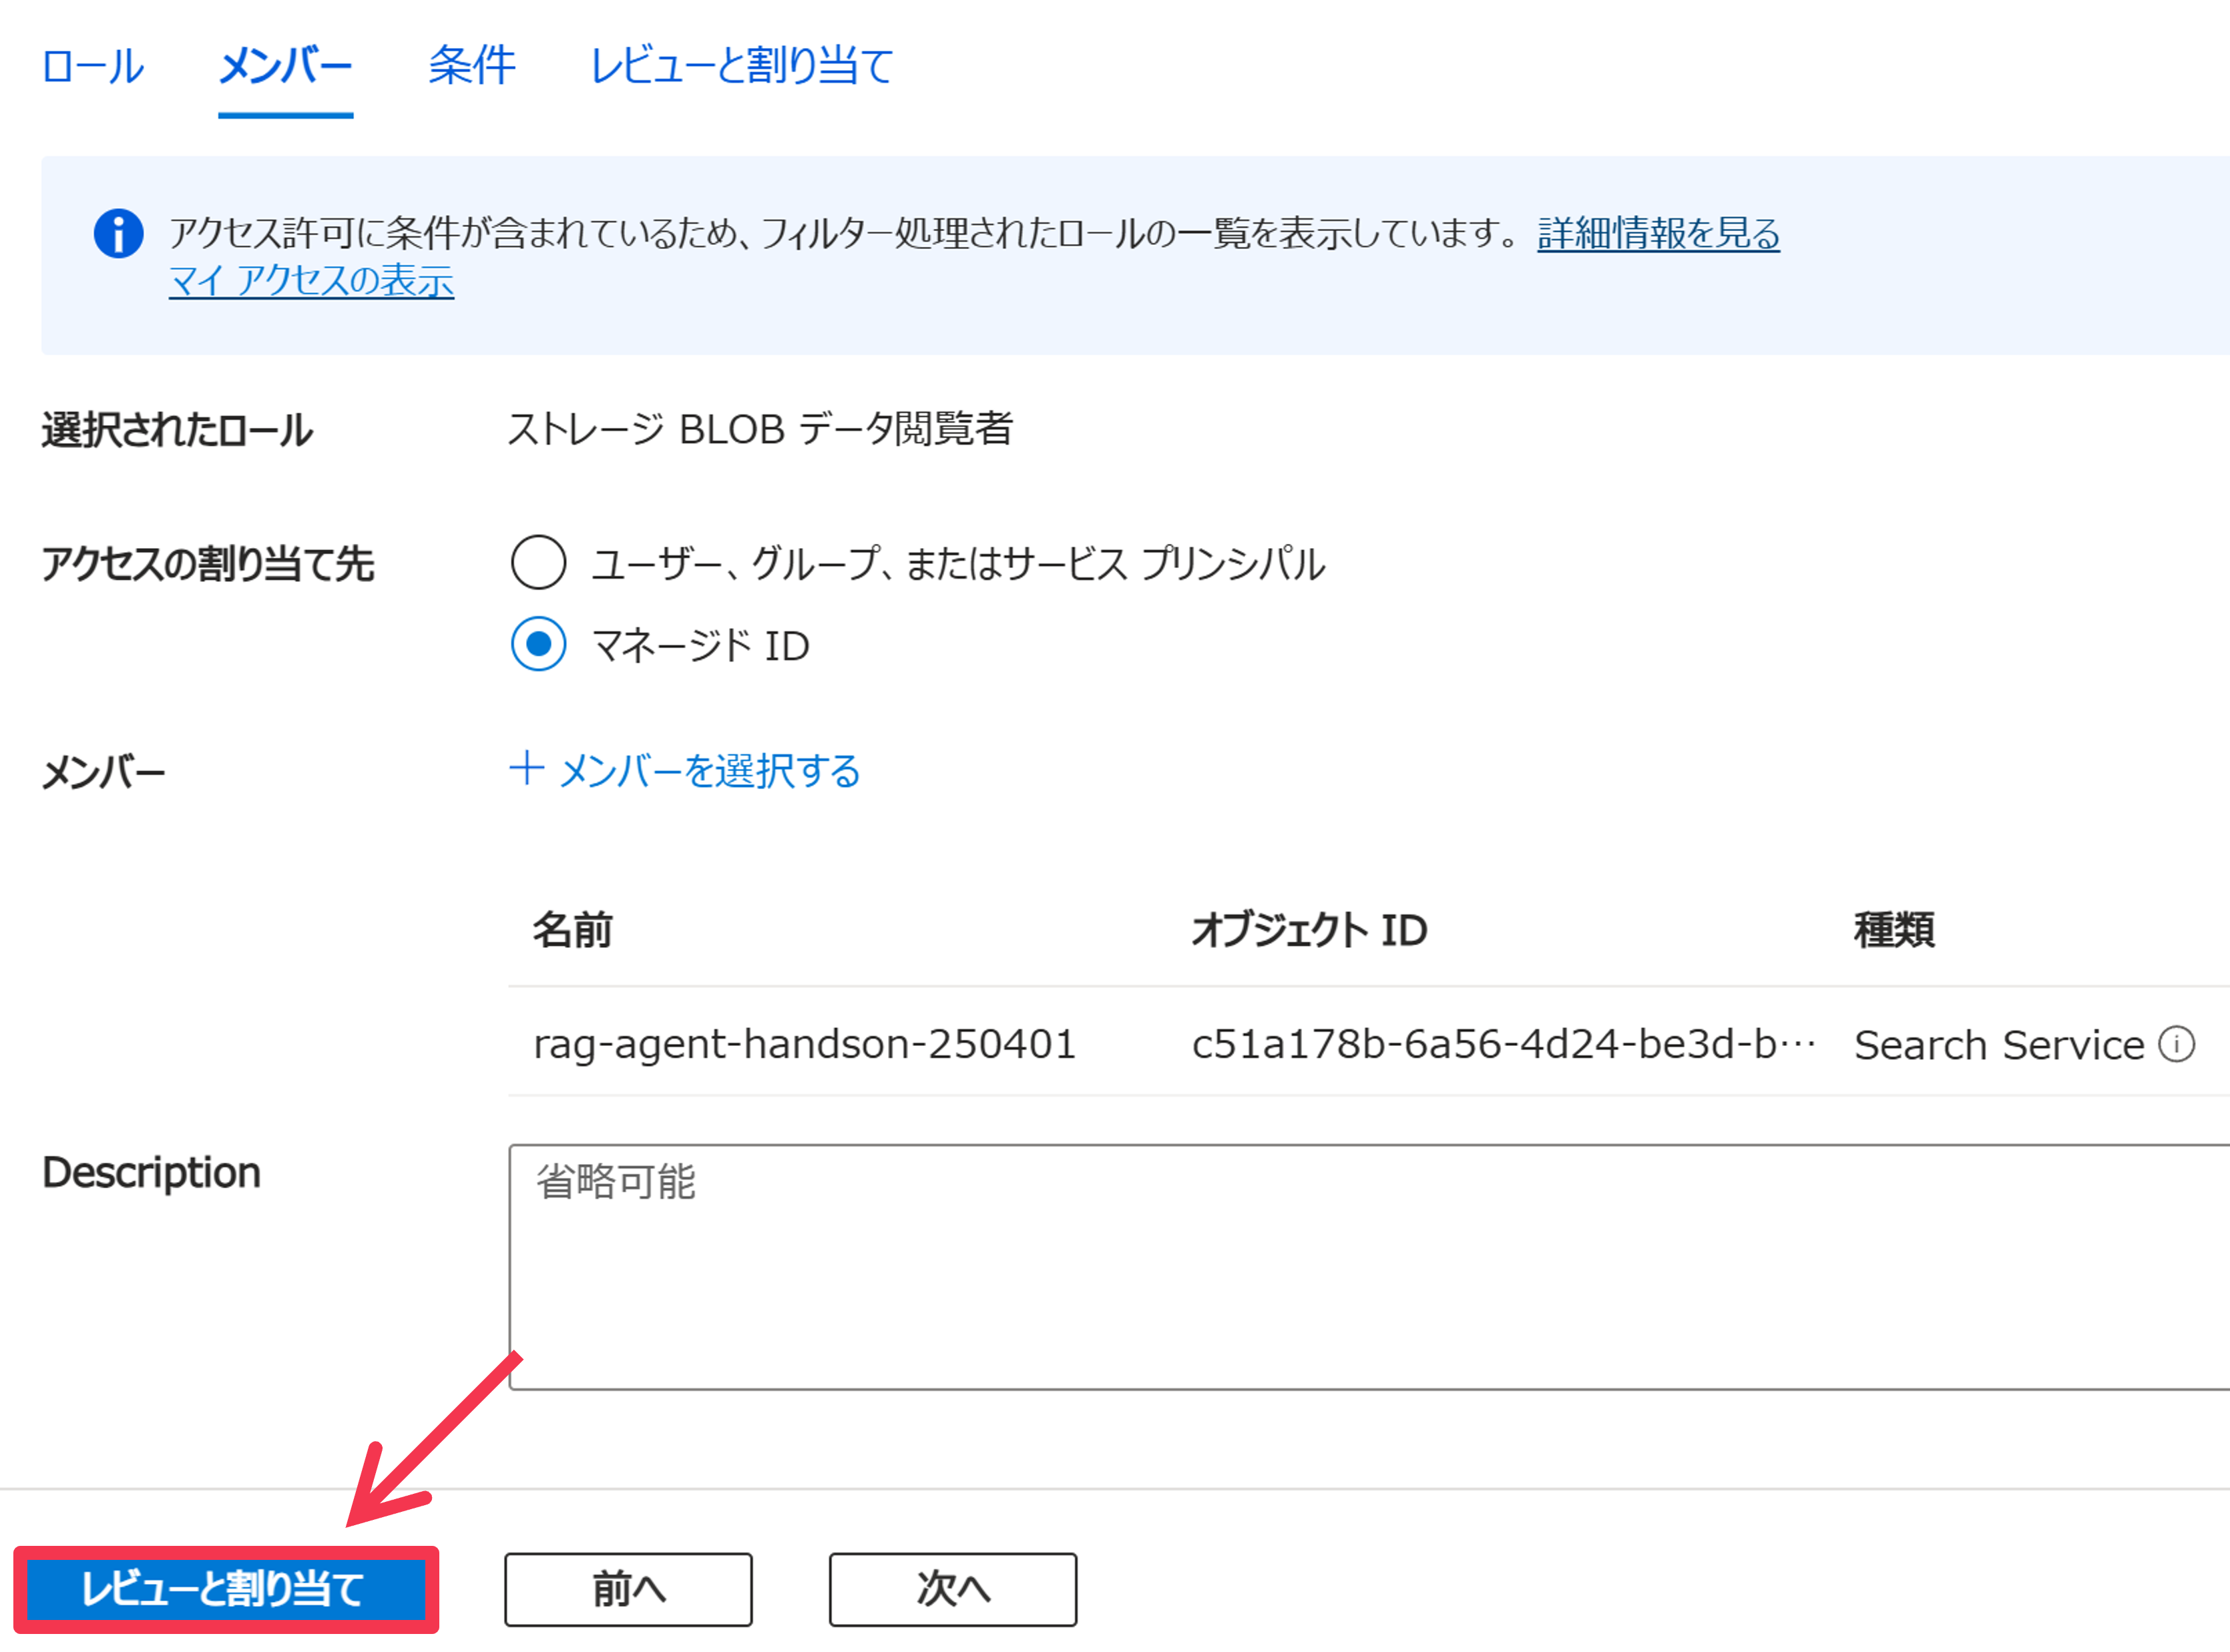 ロール メンバー 条件 レビューと割り当て
アクセス許可に条件が含まれているため、フィルター処理されたロールの一覧を表示しています。 詳細情報を見る
マイ アクセスの表示
選択されたロール ストレージ BLOB データ閲覧者
アクセスの割り当て先 ユーザー、グループ、またはサービス プリンシパル
マネージド ID
メンバー + メンバーを選択する
名前 オブジェクト ID 種類
rag-agent-handson-250401 c51a178b-6a56-4d24-be3d-b… Search Service
Description 省略可能
レビューと割り当て 前へ 次へ